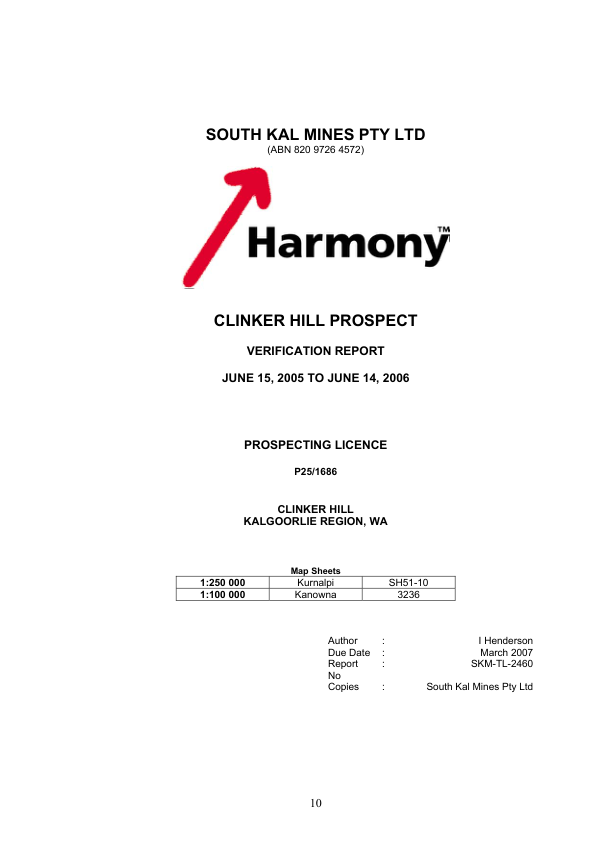 SOUTH KAL MINES PTY LTD
(ABN 820 9726 4572)
Harmony™
CLINKER HILL PROSPECT
VERIFICATION REPORT
JUNE 15, 2005 TO JUNE 14, 2006
PROSPECTING LICENCE
P25/1686
CLINKER HILL
KALGOORLIE REGION, WA
Map Sheets
1:250 000 Kurnalpi SH51-10
1:100 000 Kanowna 3236
Author : I Henderson
Due Date : March 2007
Report : SKM-TL-2460
No
Copies : South Kal Mines Pty Ltd
10